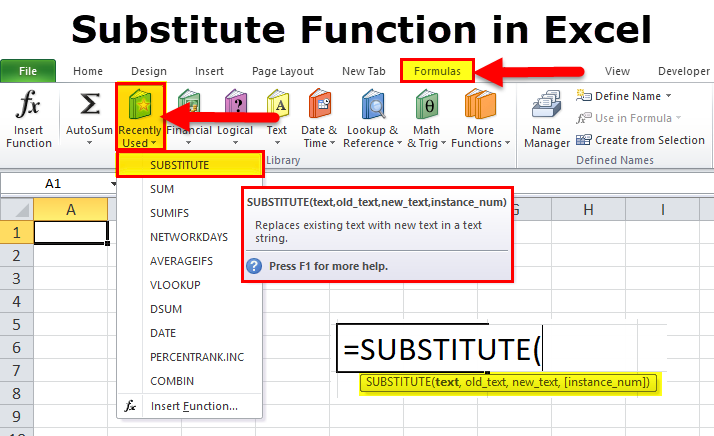 Substitute Function in Excel
File Home Design Insert Page Layout New Tab Formulas View Developer
fx Σ ? A θ Define Name
Insert AutoSum Recently Financial Logical Text Date & Lookup & Math More Name Use in Formula
Function Used Time Reference & Trig Functions Manager Create from Selection
Library Defined Names
SUBSTITUTE
A1
SUM
SUBSTITUTE(text,old_text,new_text,instance_num)
A G H I
SUMIFS
Replaces existing text with new text in a text
string.
1
NETWORKDAYS
2
AVERAGEIFS
? Press F1 for more help.
3
VLOOKUP
4
DSUM
5
DATE
6
=SUBSTITUTE(
PERCENTRANK.INC
7
COMBIN
SUBSTITUTE(text, old_text, new_text, [instance_num])
8
fx Insert Function...
9